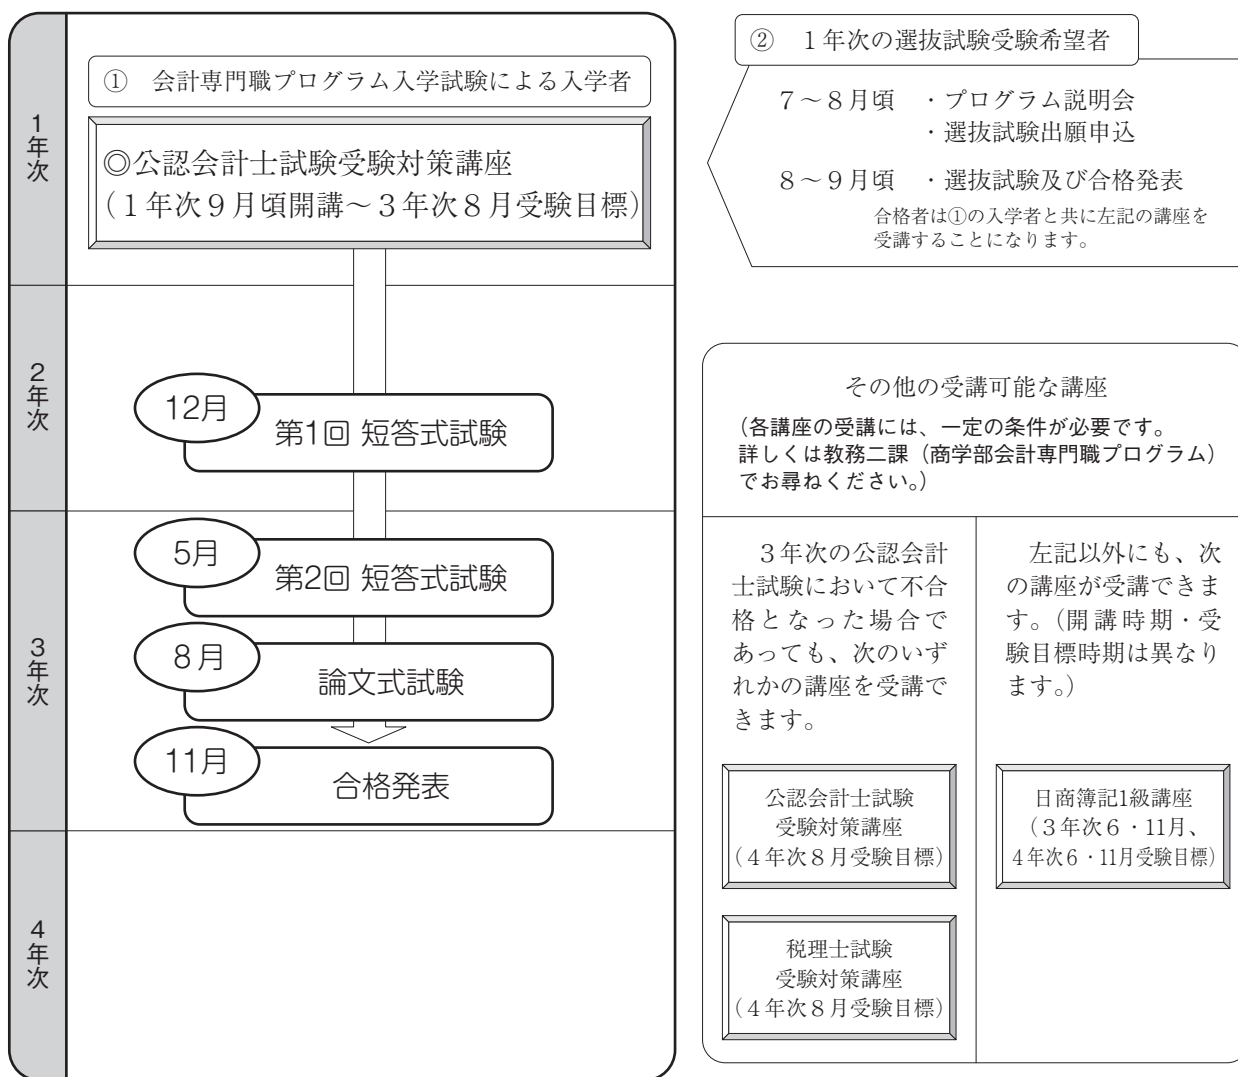 1年次
① 会計専門職プログラム入学試験による入学者
◎公認会計士試験受験対策講座
(１年次９月頃開講～３年次８月受験目標)
2年次
12月
第1回 短答式試験
3年次
5月
第2回 短答式試験
8月
論文式試験
11月
合格発表
4年次
② １年次の選抜試験受験希望者
７～８月頃 ・プログラム説明会
・選抜試験出願申込
８～９月頃 ・選抜試験及び合格発表
合格者は①の入学者と共に左記の講座を
受講することになります。
その他の受講可能な講座
(各講座の受講には、一定の条件が必要です。
詳しくは教務二課（商学部会計専門職プログラム）
でお尋ねください。)
３年次の公認会計
士試験において不合
格となった場合で
あっても、次のいず
れかの講座を受講で
きます。
公認会計士試験
受験対策講座
(４年次８月受験目標)
税理士試験
受験対策講座
(４年次８月受験目標)
左記以外にも、次
の講座が受講できま
す。(開講時期・受
験目標時期は異なり
ます。)
日商簿記1級講座
(３年次６・11月、
４年次６・11月受験目標)